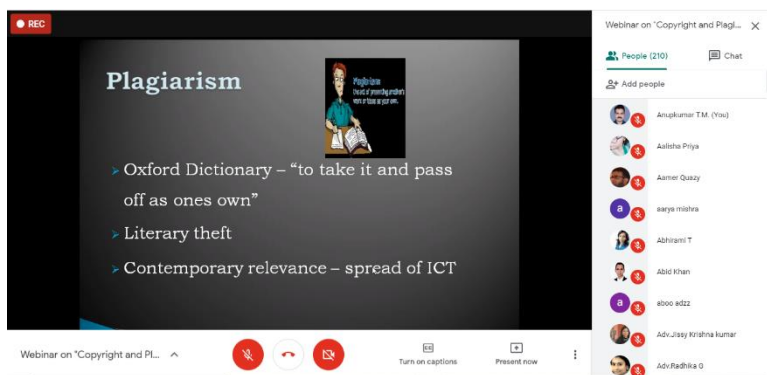 REC
Plagiarism
Plagiarism
Oxford Dictionary – “to take it and pass
off as ones own”
Literary theft
Contemporary relevance – spread of ICT
Webinar on "Copyright and Pl...
Turn on captions
Present now
Webinar on "Copyright and Plagi...
People (210)
Chat
Add people
Anupkumar T.M. (You)
Aalisha Priya
Aamer Quazy
a
aarya mishra
Abhirami T
Abid Khan
a
aboo adzz
Adv.Jissy Krishna kumar
Adv.Radhika G